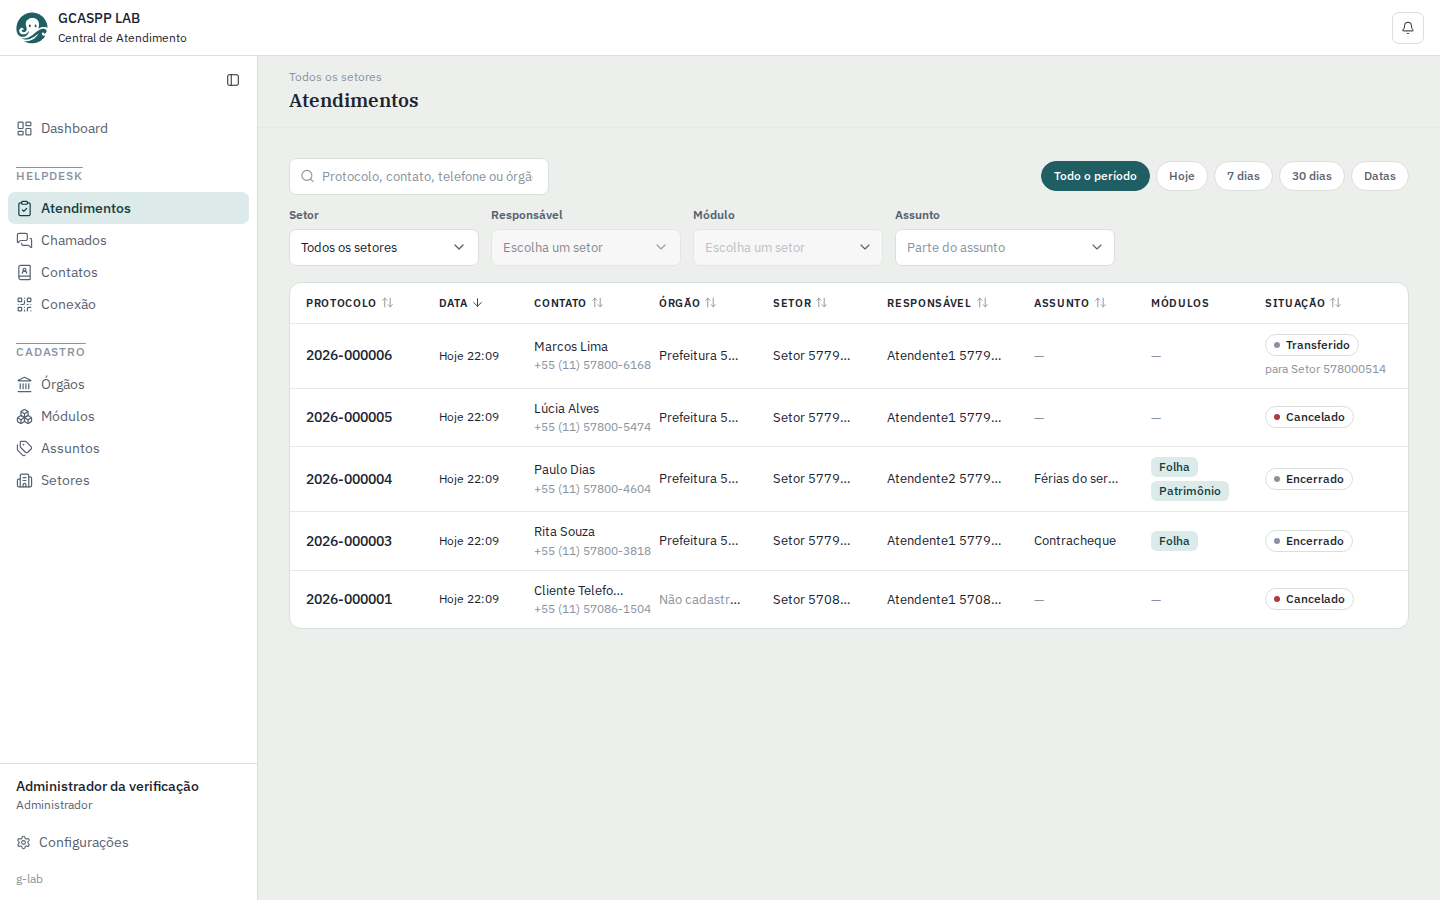 GCASPP LAB
Central de Atendimento
Dashboard
HELPDESK
Atendimentos
Chamados
Contatos
Conexão
CADASTRO
Órgãos
Módulos
Assuntos
Setores
Administrador da verificação
Administrador
Configurações
g-lab
Todos os setores
Atendimentos
Protocolo, contato, telefone ou órgã
Todo o período Hoje 7 dias 30 dias Datas
Setor Responsável Módulo Assunto
Todos os setores Escolha um setor Escolha um setor Parte do assunto
PROTOCOLO DATA CONTATO ÓRGÃO SETOR RESPONSÁVEL ASSUNTO MÓDULOS SITUAÇÃO
2026-000006 Hoje 22:09 Marcos Lima Prefeitura 5... Setor 5779... Atendente1 5779... — — Transferido
+55 (11) 57800-6168 para Setor 578000514
2026-000005 Hoje 22:09 Lúcia Alves Prefeitura 5... Setor 5779... Atendente1 5779... — — Cancelado
+55 (11) 57800-5474
2026-000004 Hoje 22:09 Paulo Dias Prefeitura 5... Setor 5779... Atendente2 5779... Férias do ser... Folha Encerrado
+55 (11) 57800-4604 Patrimônio
2026-000003 Hoje 22:09 Rita Souza Prefeitura 5... Setor 5779... Atendente1 5779... Contracheque Folha Encerrado
+55 (11) 57800-3818
2026-000001 Hoje 22:09 Cliente Telefo... Não cadastr... Setor 5708... Atendente1 5708... — — Cancelado
+55 (11) 57086-1504